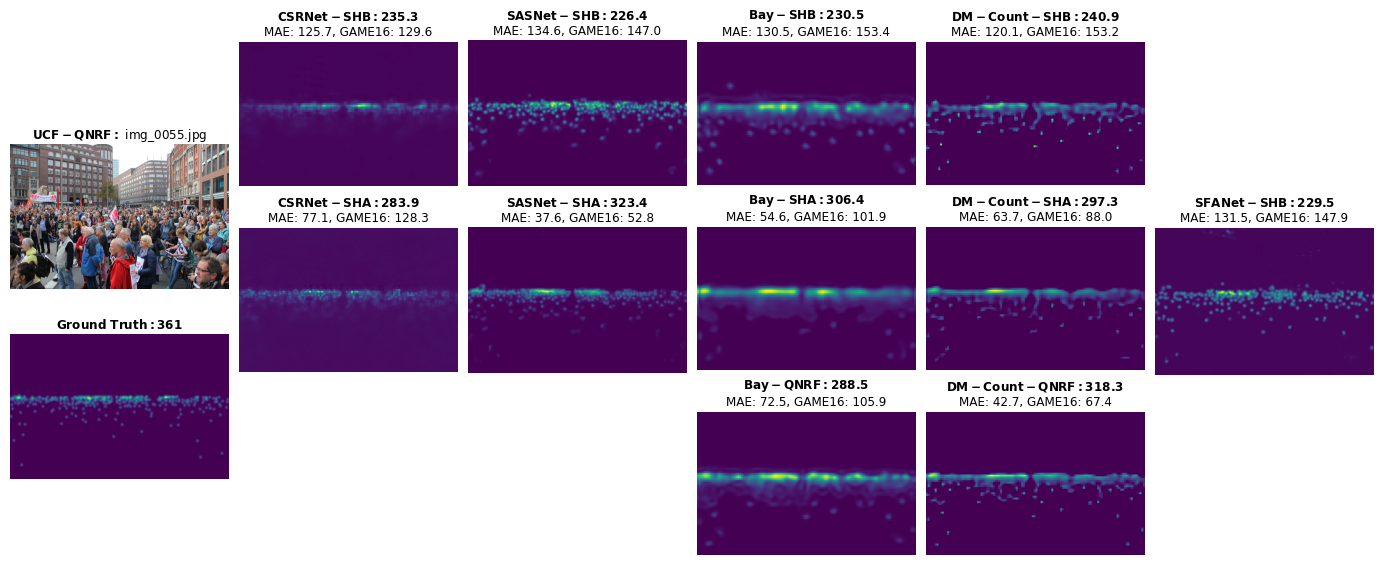 UCF − QNRF : img_0055.jpg
Ground Truth : 361
CSRNet − SHB : 235.3
MAE: 125.7, GAME16: 129.6
CSRNet − SHA : 283.9
MAE: 77.1, GAME16: 128.3
SASNet − SHB : 226.4
MAE: 134.6, GAME16: 147.0
SASNet − SHA : 323.4
MAE: 37.6, GAME16: 52.8
Bay − SHB : 230.5
MAE: 130.5, GAME16: 153.4
Bay − SHA : 306.4
MAE: 54.6, GAME16: 101.9
Bay − QNRF : 288.5
MAE: 72.5, GAME16: 105.9
DM − Count − SHB : 240.9
MAE: 120.1, GAME16: 153.2
DM − Count − SHA : 297.3
MAE: 63.7, GAME16: 88.0
DM − Count − QNRF : 318.3
MAE: 42.7, GAME16: 67.4
SFANet − SHB : 229.5
MAE: 131.5, GAME16: 147.9